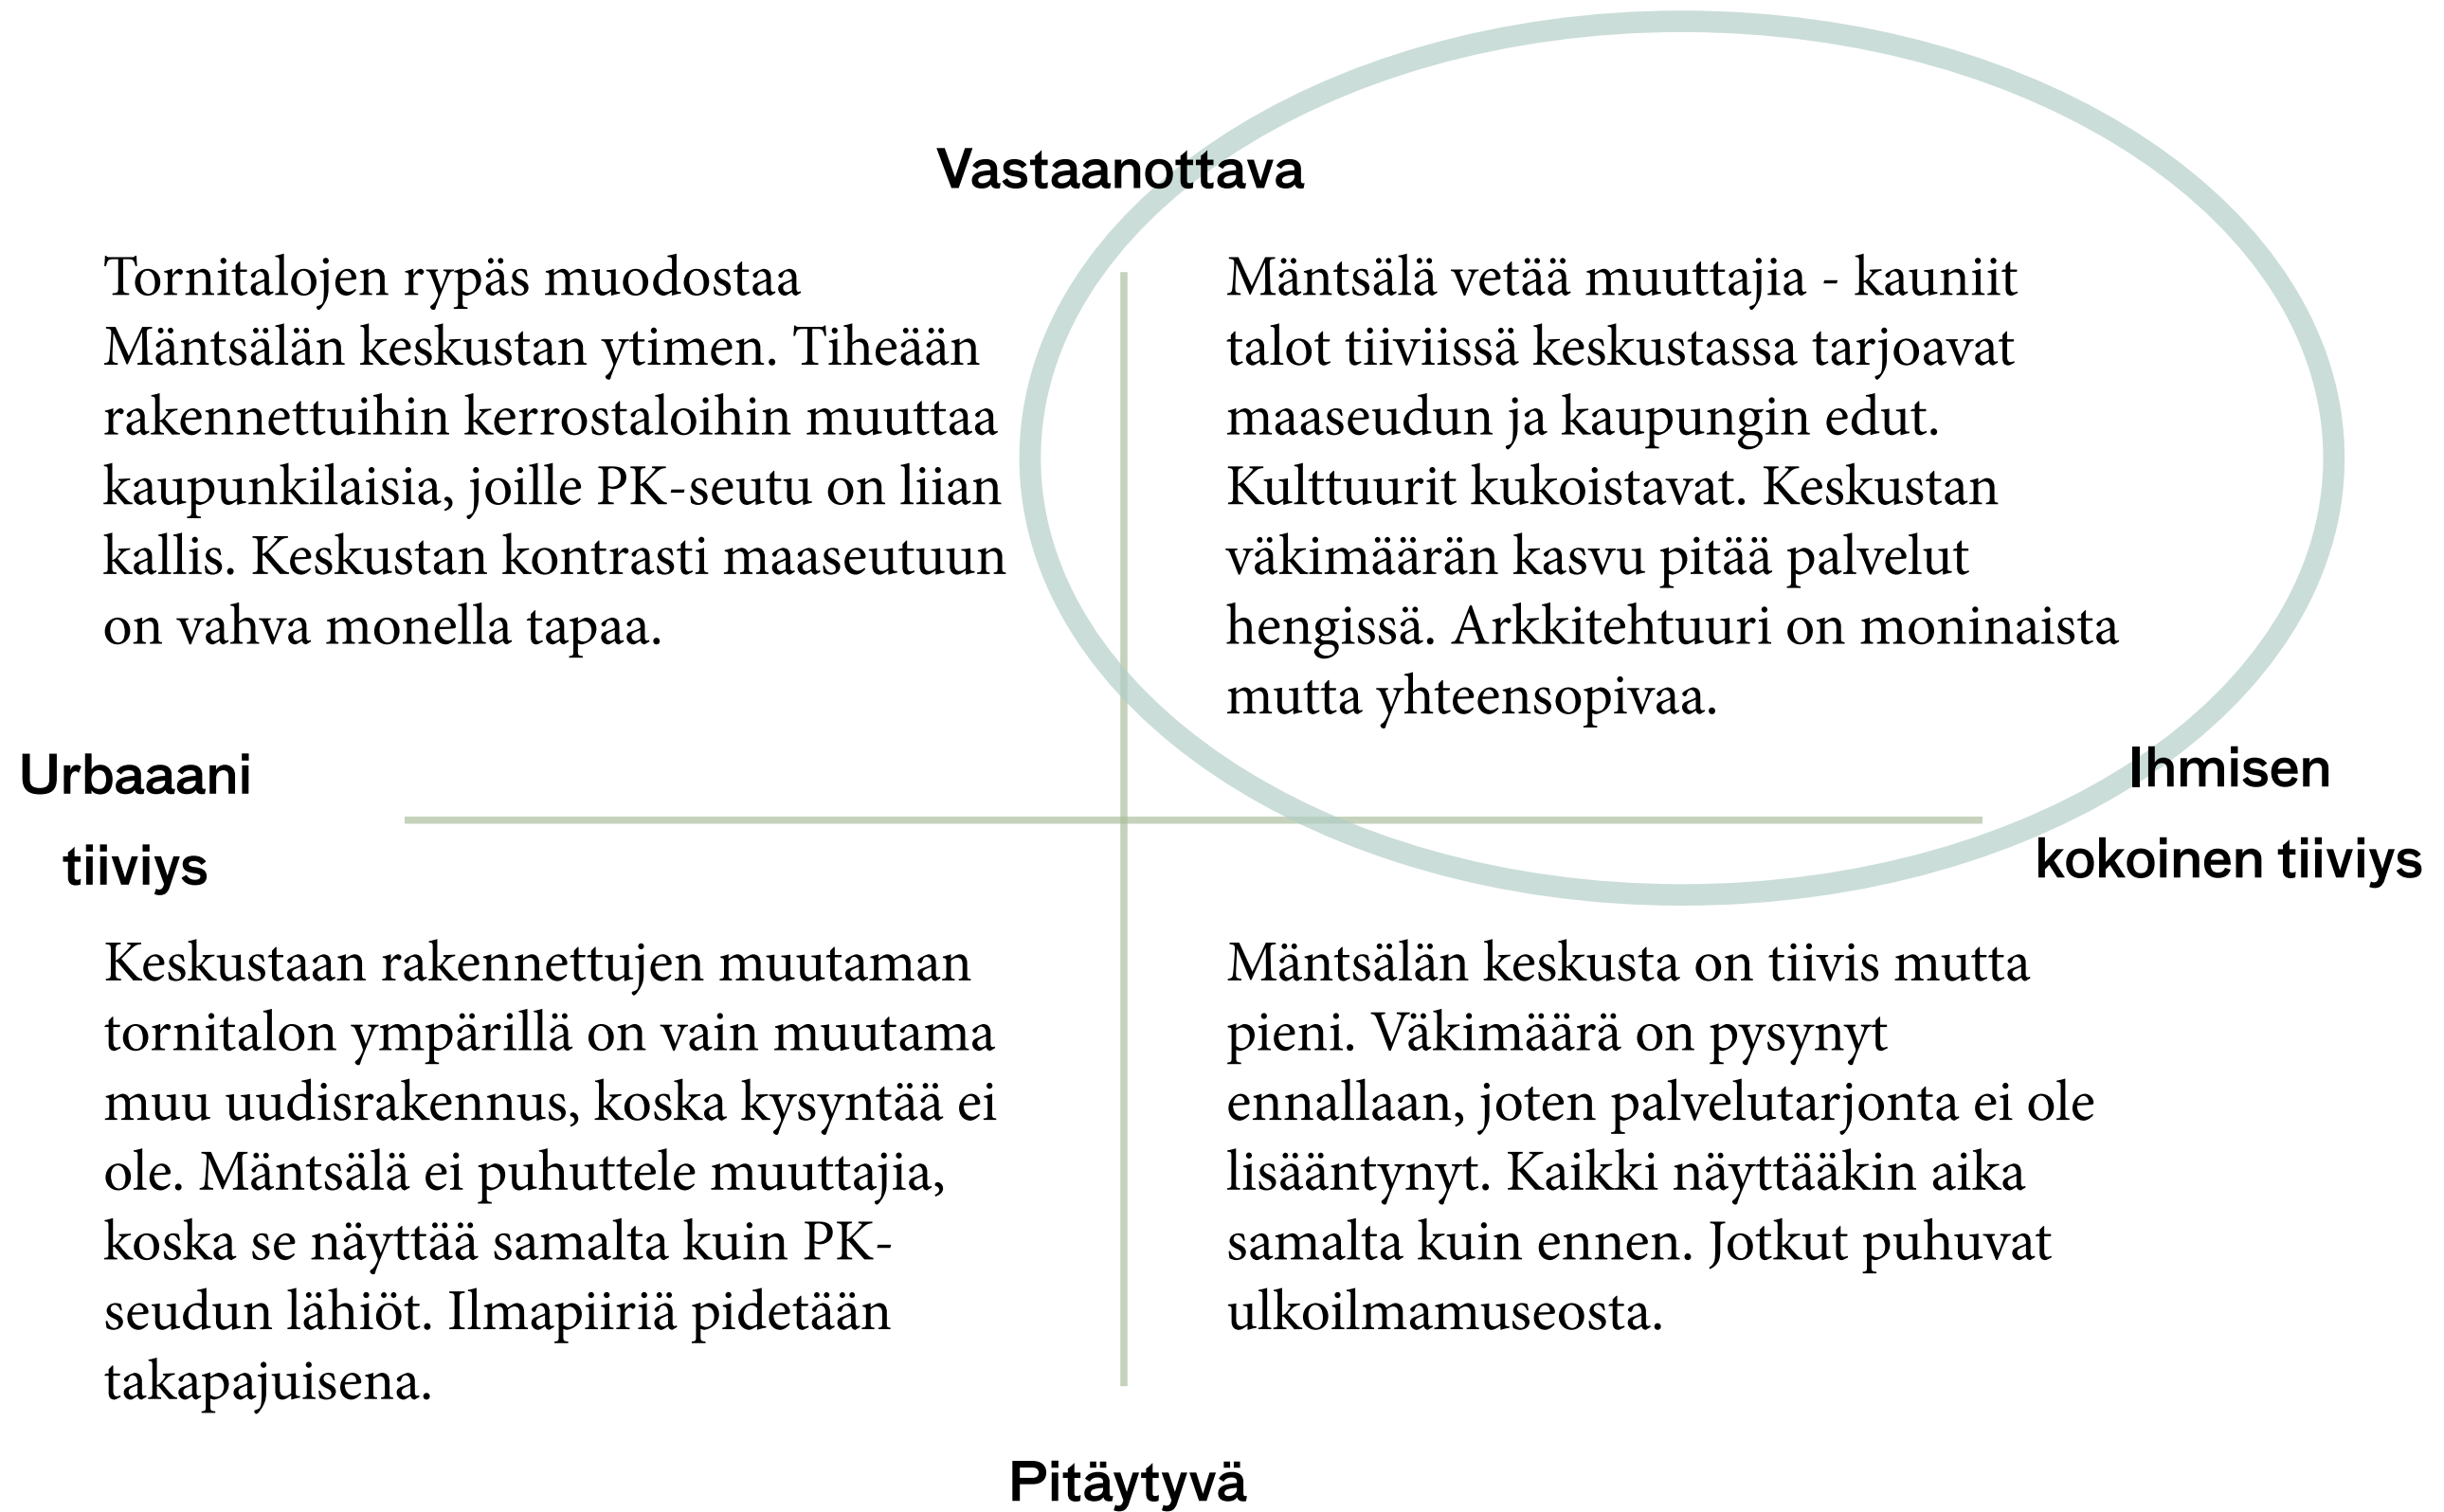 Vastaanottava
Tornitalojen rypäs muodostaa
Mäntsälän keskustan ytimen. Tiheään
rakennettuihin kerrostaloihin muuttaa
kaupunkilaisia, joille PK-seutu on liian
kallis. Keskustan kontrasti maaseutuun
on vahva monella tapaa.
Mäntsälä vetää muuttajia - kauniit
talot tiiviissä keskustassa tarjoavat
maaseudun ja kaupungin edut.
Kulttuurit kukoistavat. Keskustan
väkimäärän kasvu pitää palvelut
hengissä. Arkkitehtuuri on moninaista
mutta yhteensopivaa.
Urbaaani
tiiviys
Ihmisen
kokoinen tiiviys
Keskustaan rakennettujen muutaman
tornitalon ympärillä on vain muutama
muu uudisrakennus, koska kysyntää ei
ole. Mäntsälä ei puhuttele muuttajia,
koska se näyttää samalta kuin PK-
seudun lähiöt. Ilmapiiriä pidetään
takapajuisena.
Mäntsälän keskusta on tiivis mutta
pieni. Väkimäärä on pysynyt
ennallaan, joten palvelutarjonta ei ole
lisääntynyt. Kaikki näyttääkin aika
samalta kuin ennen. Jotkut puhuvat
ulkoilmamuseosta.
Pitäytyvä